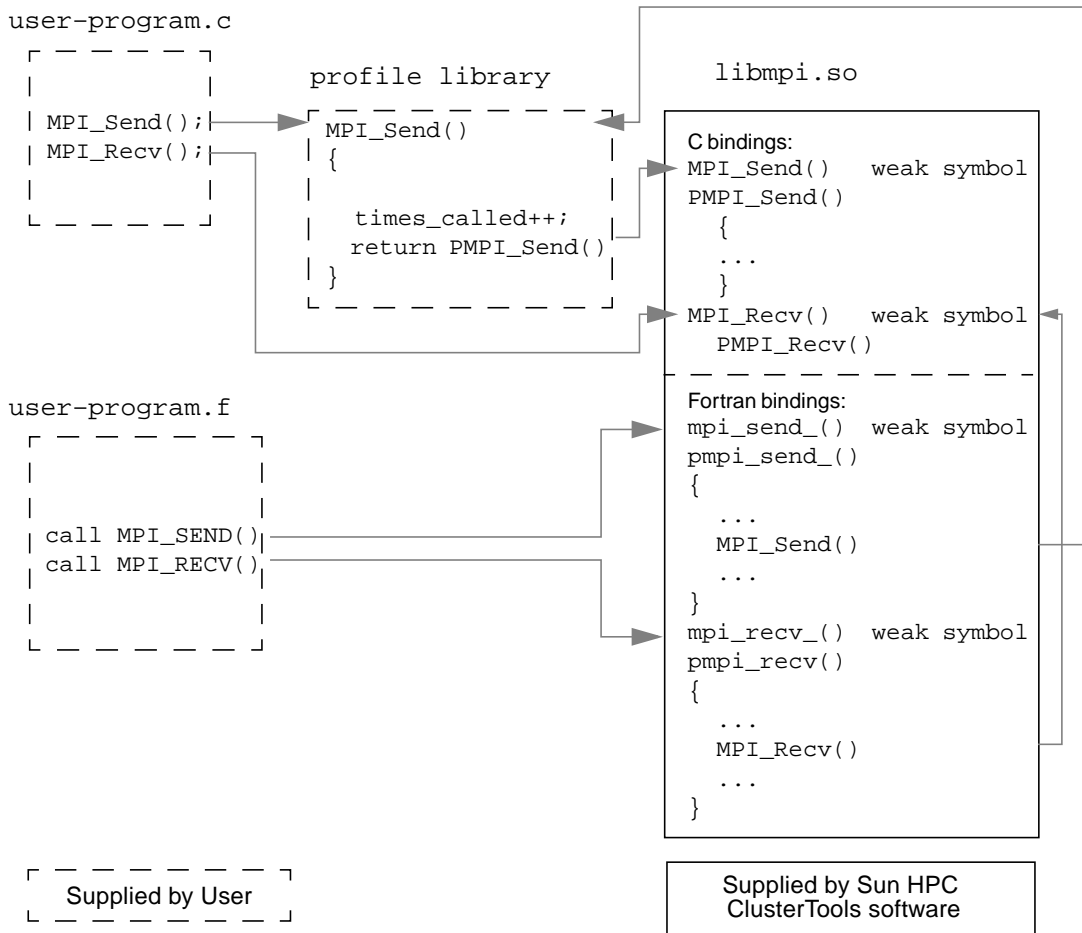 user-program.c
MPI_Send();
MPI_Recv();
profile library
MPI_Send()
{
times_called++;
return PMPI_Send()
}
libmpi.so
C bindings:
MPI_Send() weak symbol
PMPI_Send()
{
...
}
MPI_Recv() weak symbol
PMPI_Recv()
user-program.f
call MPI_SEND()
call MPI_RECV()
Fortran bindings:
mpi_send_() weak symbol
pmpi_send_()
{
...
MPI_Send()
...
}
mpi_recv_() weak symbol
pmpi_recv()
{
...
MPI_Recv()
...
}
Supplied by User
Supplied by Sun HPC
ClusterTools software